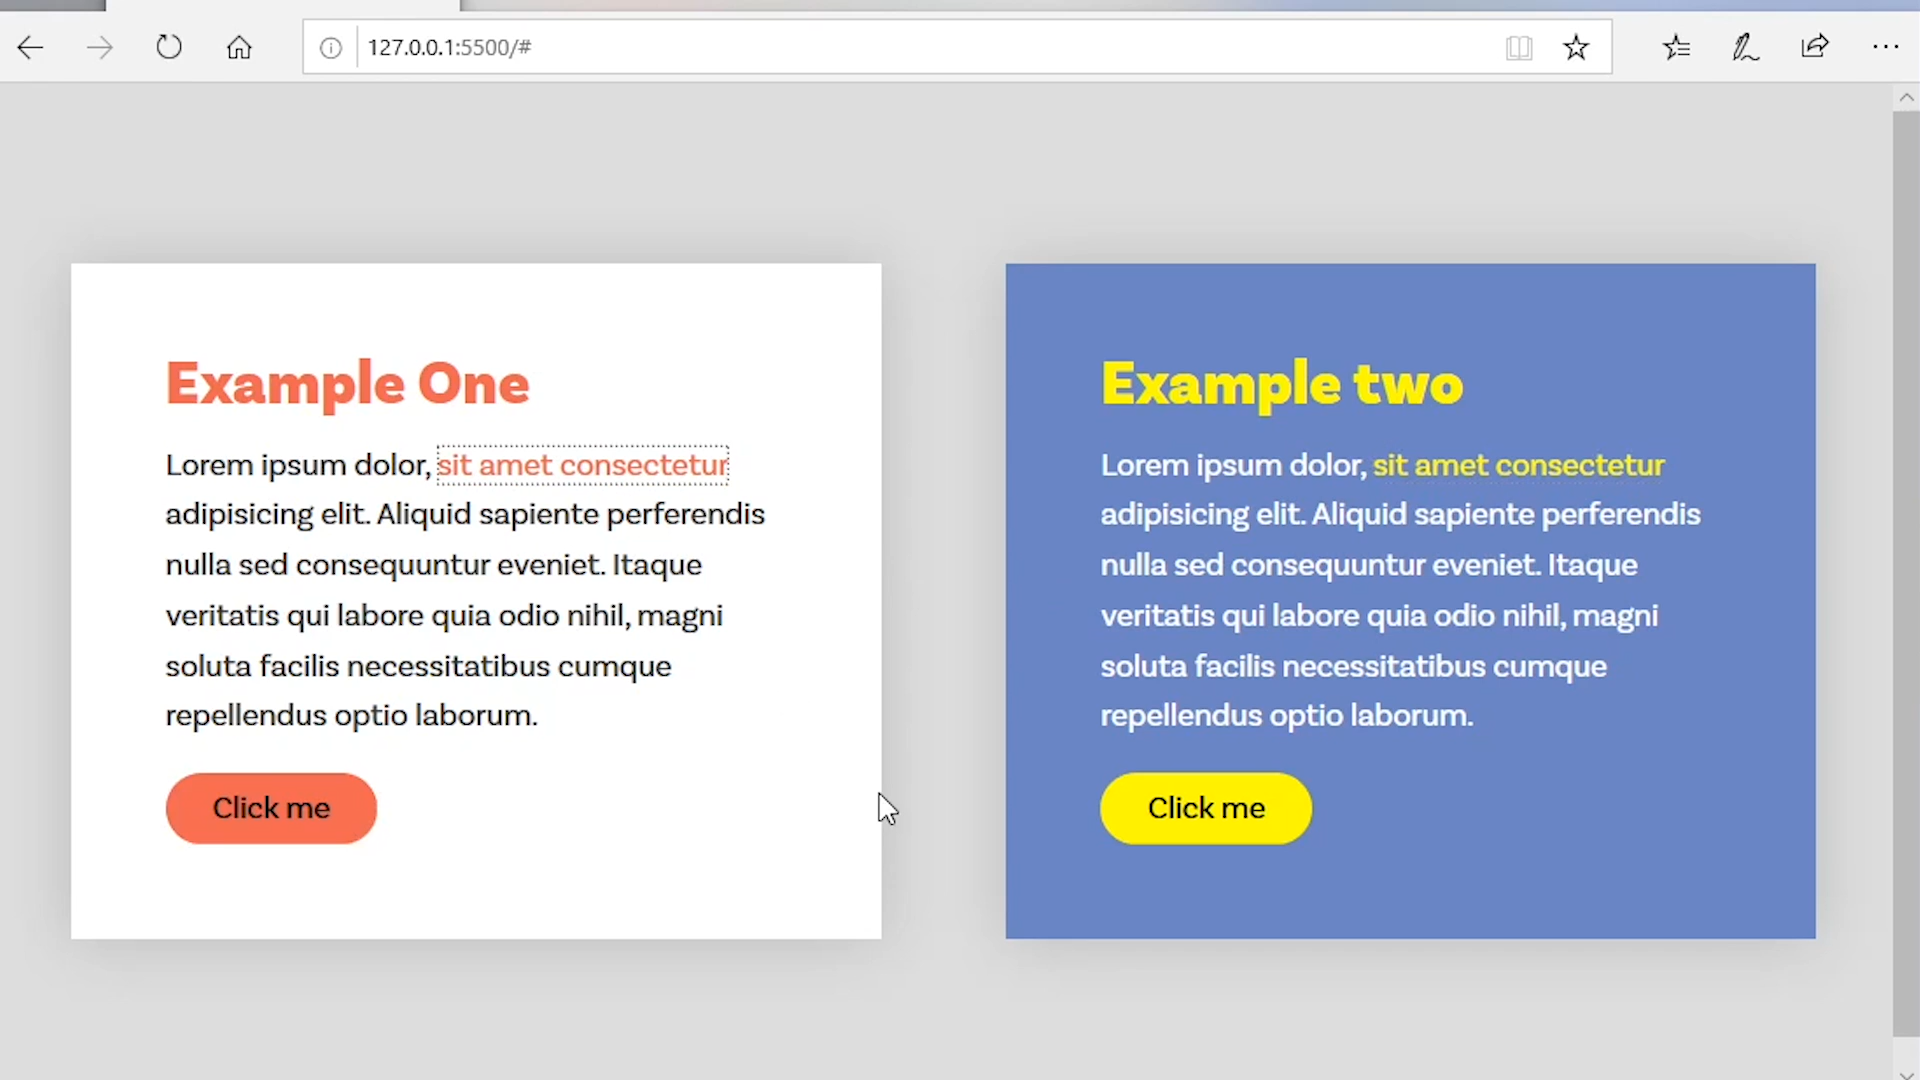 127.0.0.1:5500/#
Example One
Lorem ipsum dolor, sit amet consectetur
adipisicing elit. Aliquid sapiente perferendis
nulla sed consequuntur eveniet. Itaque
veritatis qui labore quia odio nihil, magni
soluta facilis necessitatibus cumque
repellendus optio laborum.
Click me
Example two
Lorem ipsum dolor, sit amet consectetur
adipisicing elit. Aliquid sapiente perferendis
nulla sed consequuntur eveniet. Itaque
veritatis qui labore quia odio nihil, magni
soluta facilis necessitatibus cumque
repellendus optio laborum.
Click me